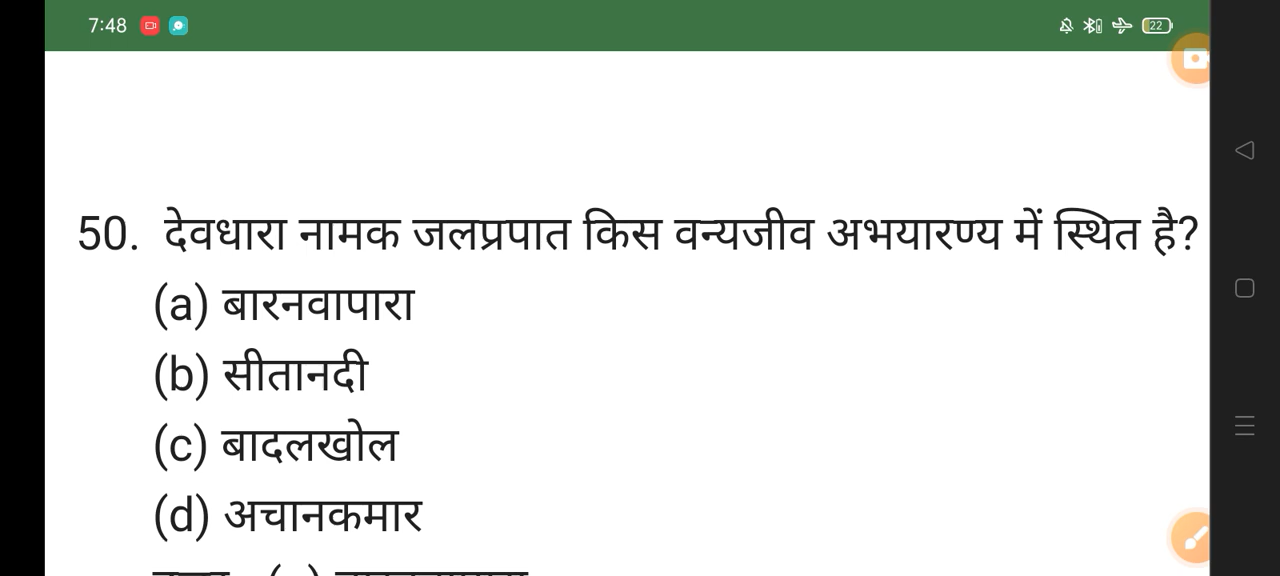 7:48
22
50. देवधारा नामक जलप्रपात किस वन्यजीव अभयारण्य में स्थित है?
(a) बारनवापारा
(b) सीतानदी
(c) बादलखोल
(d) अचानकमार